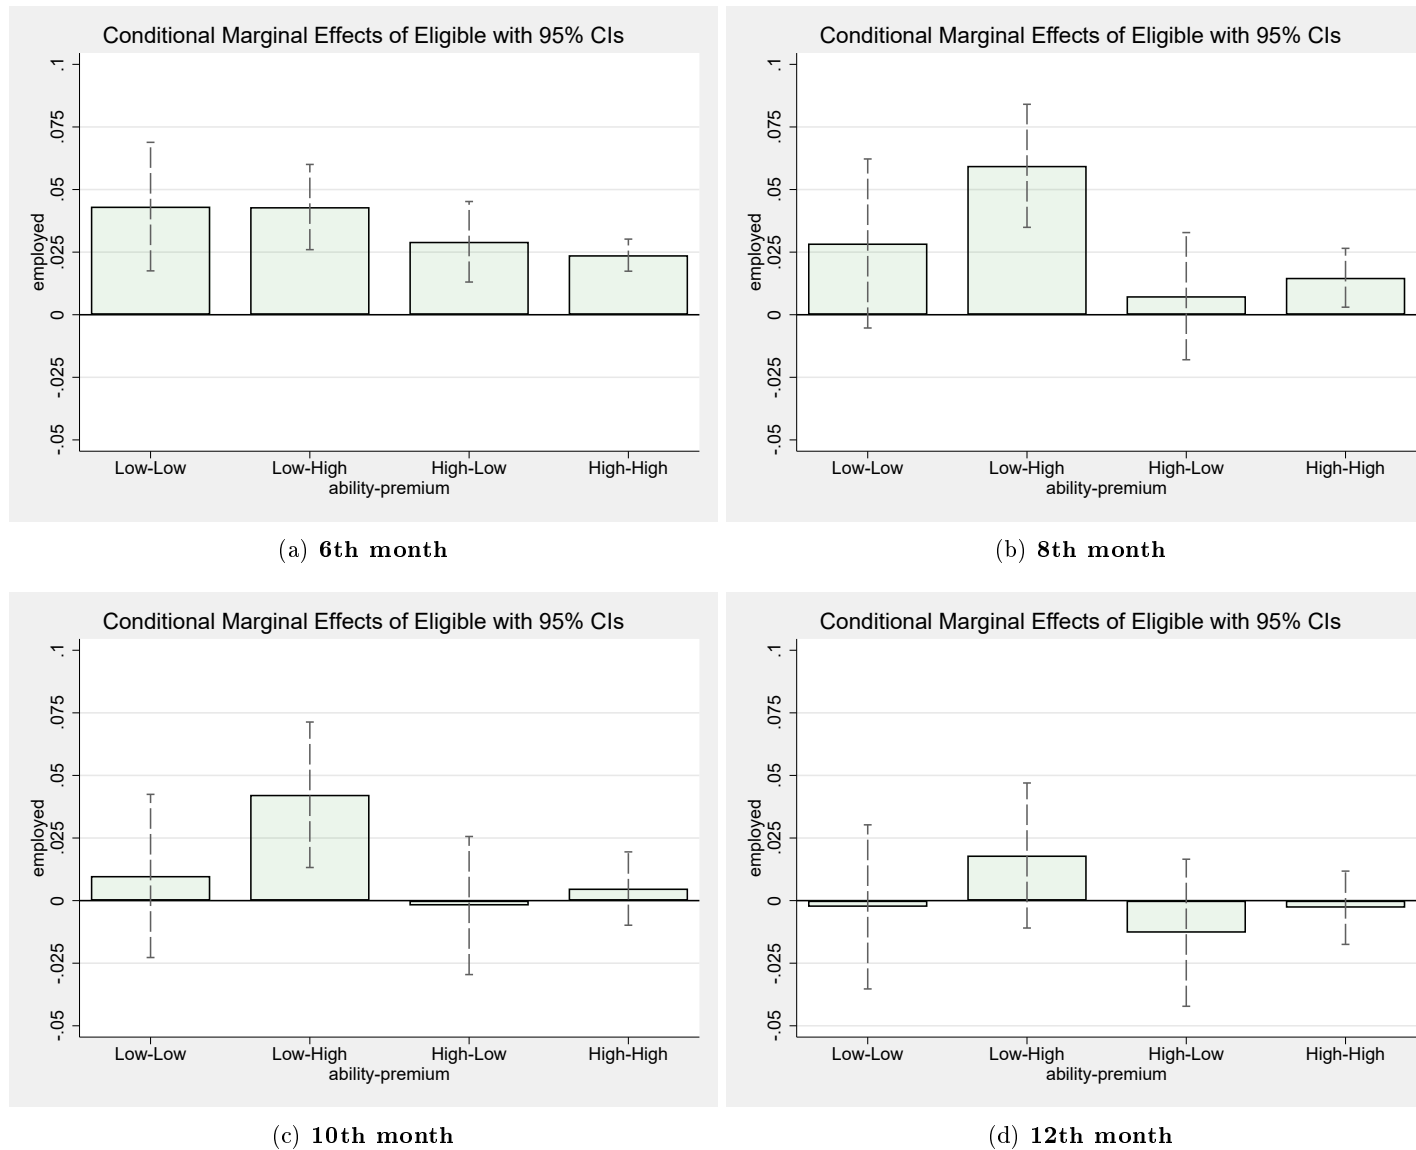 Conditional Marginal Effects of Eligible with 95% CIs
employed
.1
.075
.05
.025
0
-.025
-.05
Low-Low Low-High High-Low High-High
ability-premium
(a) 6th month
Conditional Marginal Effects of Eligible with 95% CIs
employed
.1
.075
.05
.025
0
-.025
-.05
Low-Low Low-High High-Low High-High
ability-premium
(b) 8th month
Conditional Marginal Effects of Eligible with 95% CIs
employed
.1
.075
.05
.025
0
-.025
-.05
Low-Low Low-High High-Low High-High
ability-premium
(c) 10th month
Conditional Marginal Effects of Eligible with 95% CIs
employed
.1
.075
.05
.025
0
-.025
-.05
Low-Low Low-High High-Low High-High
ability-premium
(d) 12th month